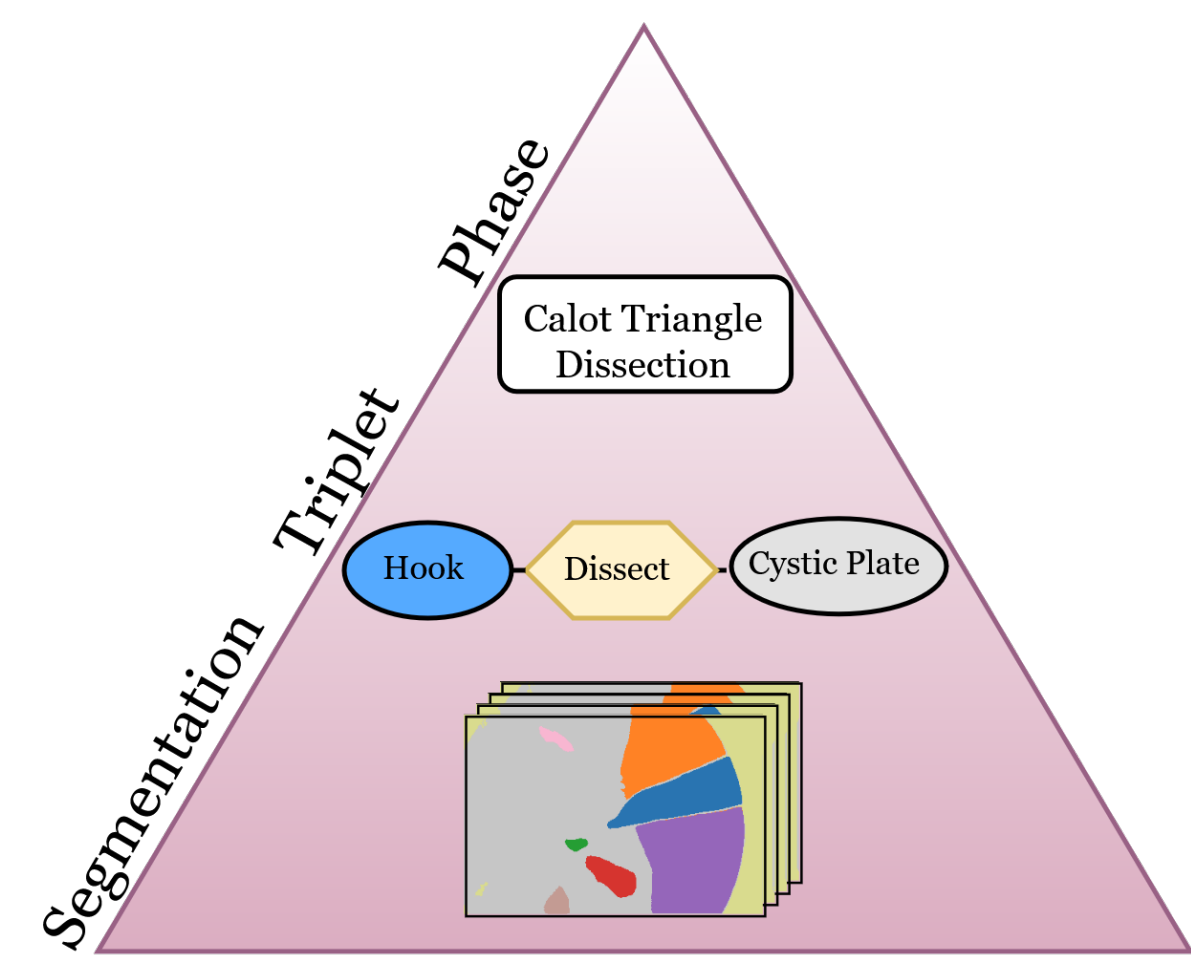 Phase
Calot Triangle
Dissection
Triplet
Hook
Dissect
Cystic Plate
Segmentation